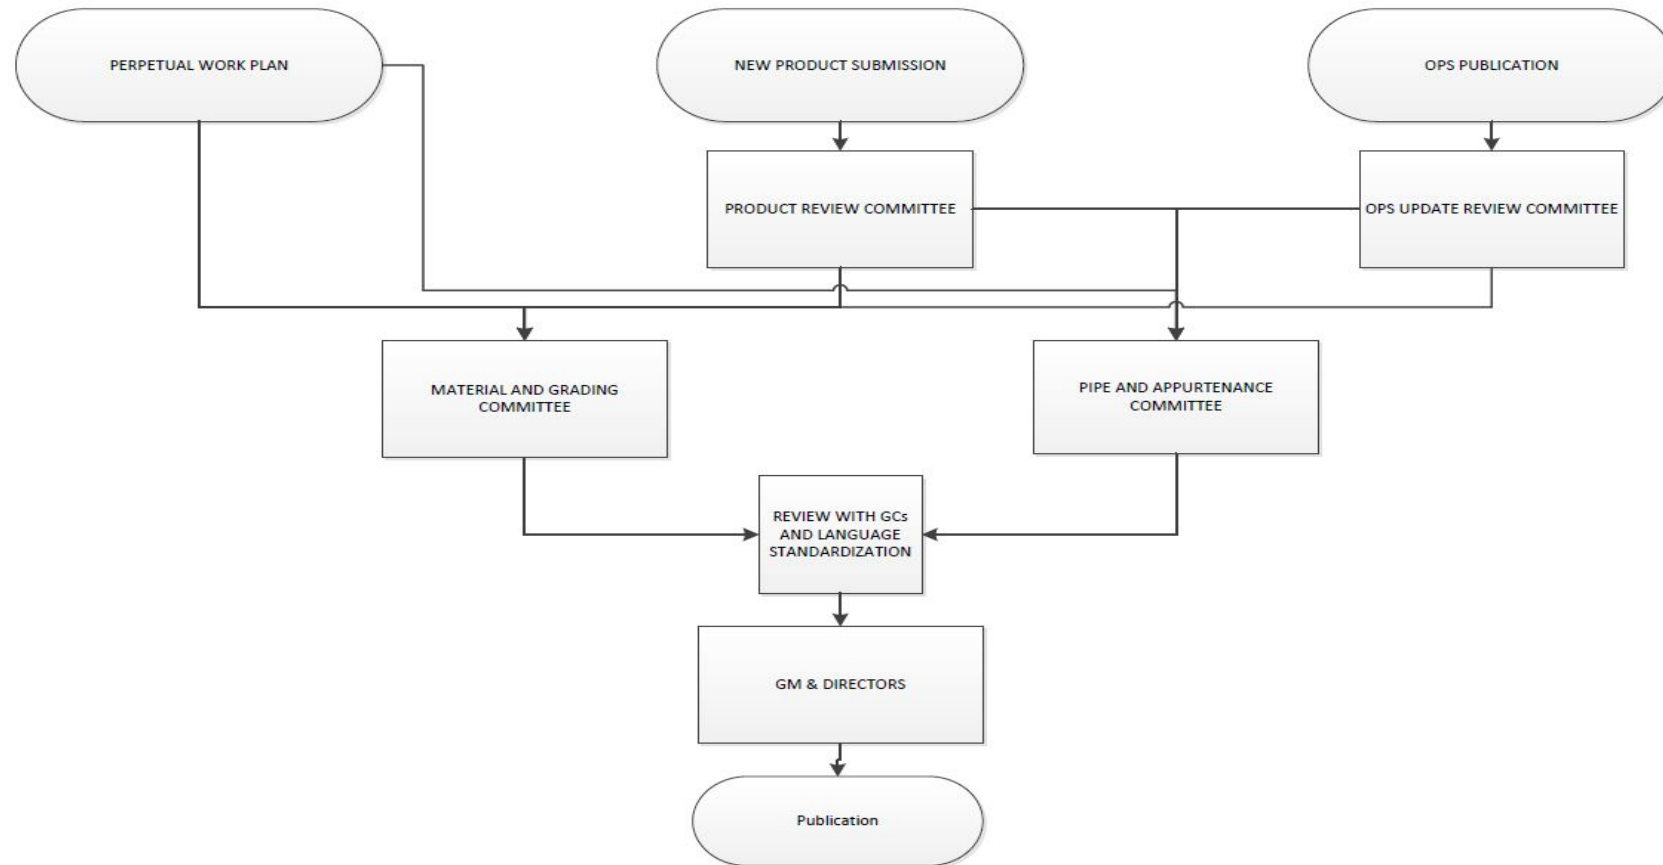 PERPETUAL WORK PLAN
NEW PRODUCT SUBMISSION
OPS PUBLICATION
PRODUCT REVIEW COMMITTEE
OPS UPDATE REVIEW COMMITTEE
MATERIAL AND GRADING
COMMITTEE
PIPE AND APPURTENANCE
COMMITTEE
REVIEW WITH GCs
AND LANGUAGE
STANDARDIZATION
GM & DIRECTORS
Publication